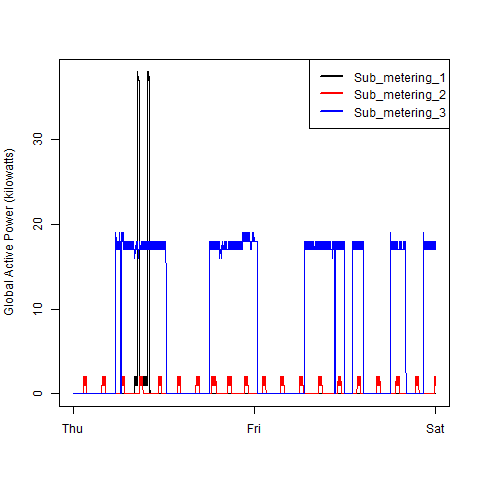 Sub_metering_1
Sub_metering_2
Sub_metering_3
Global Active Power (kilowatts)
30
20
10
0
Thu Fri Sat